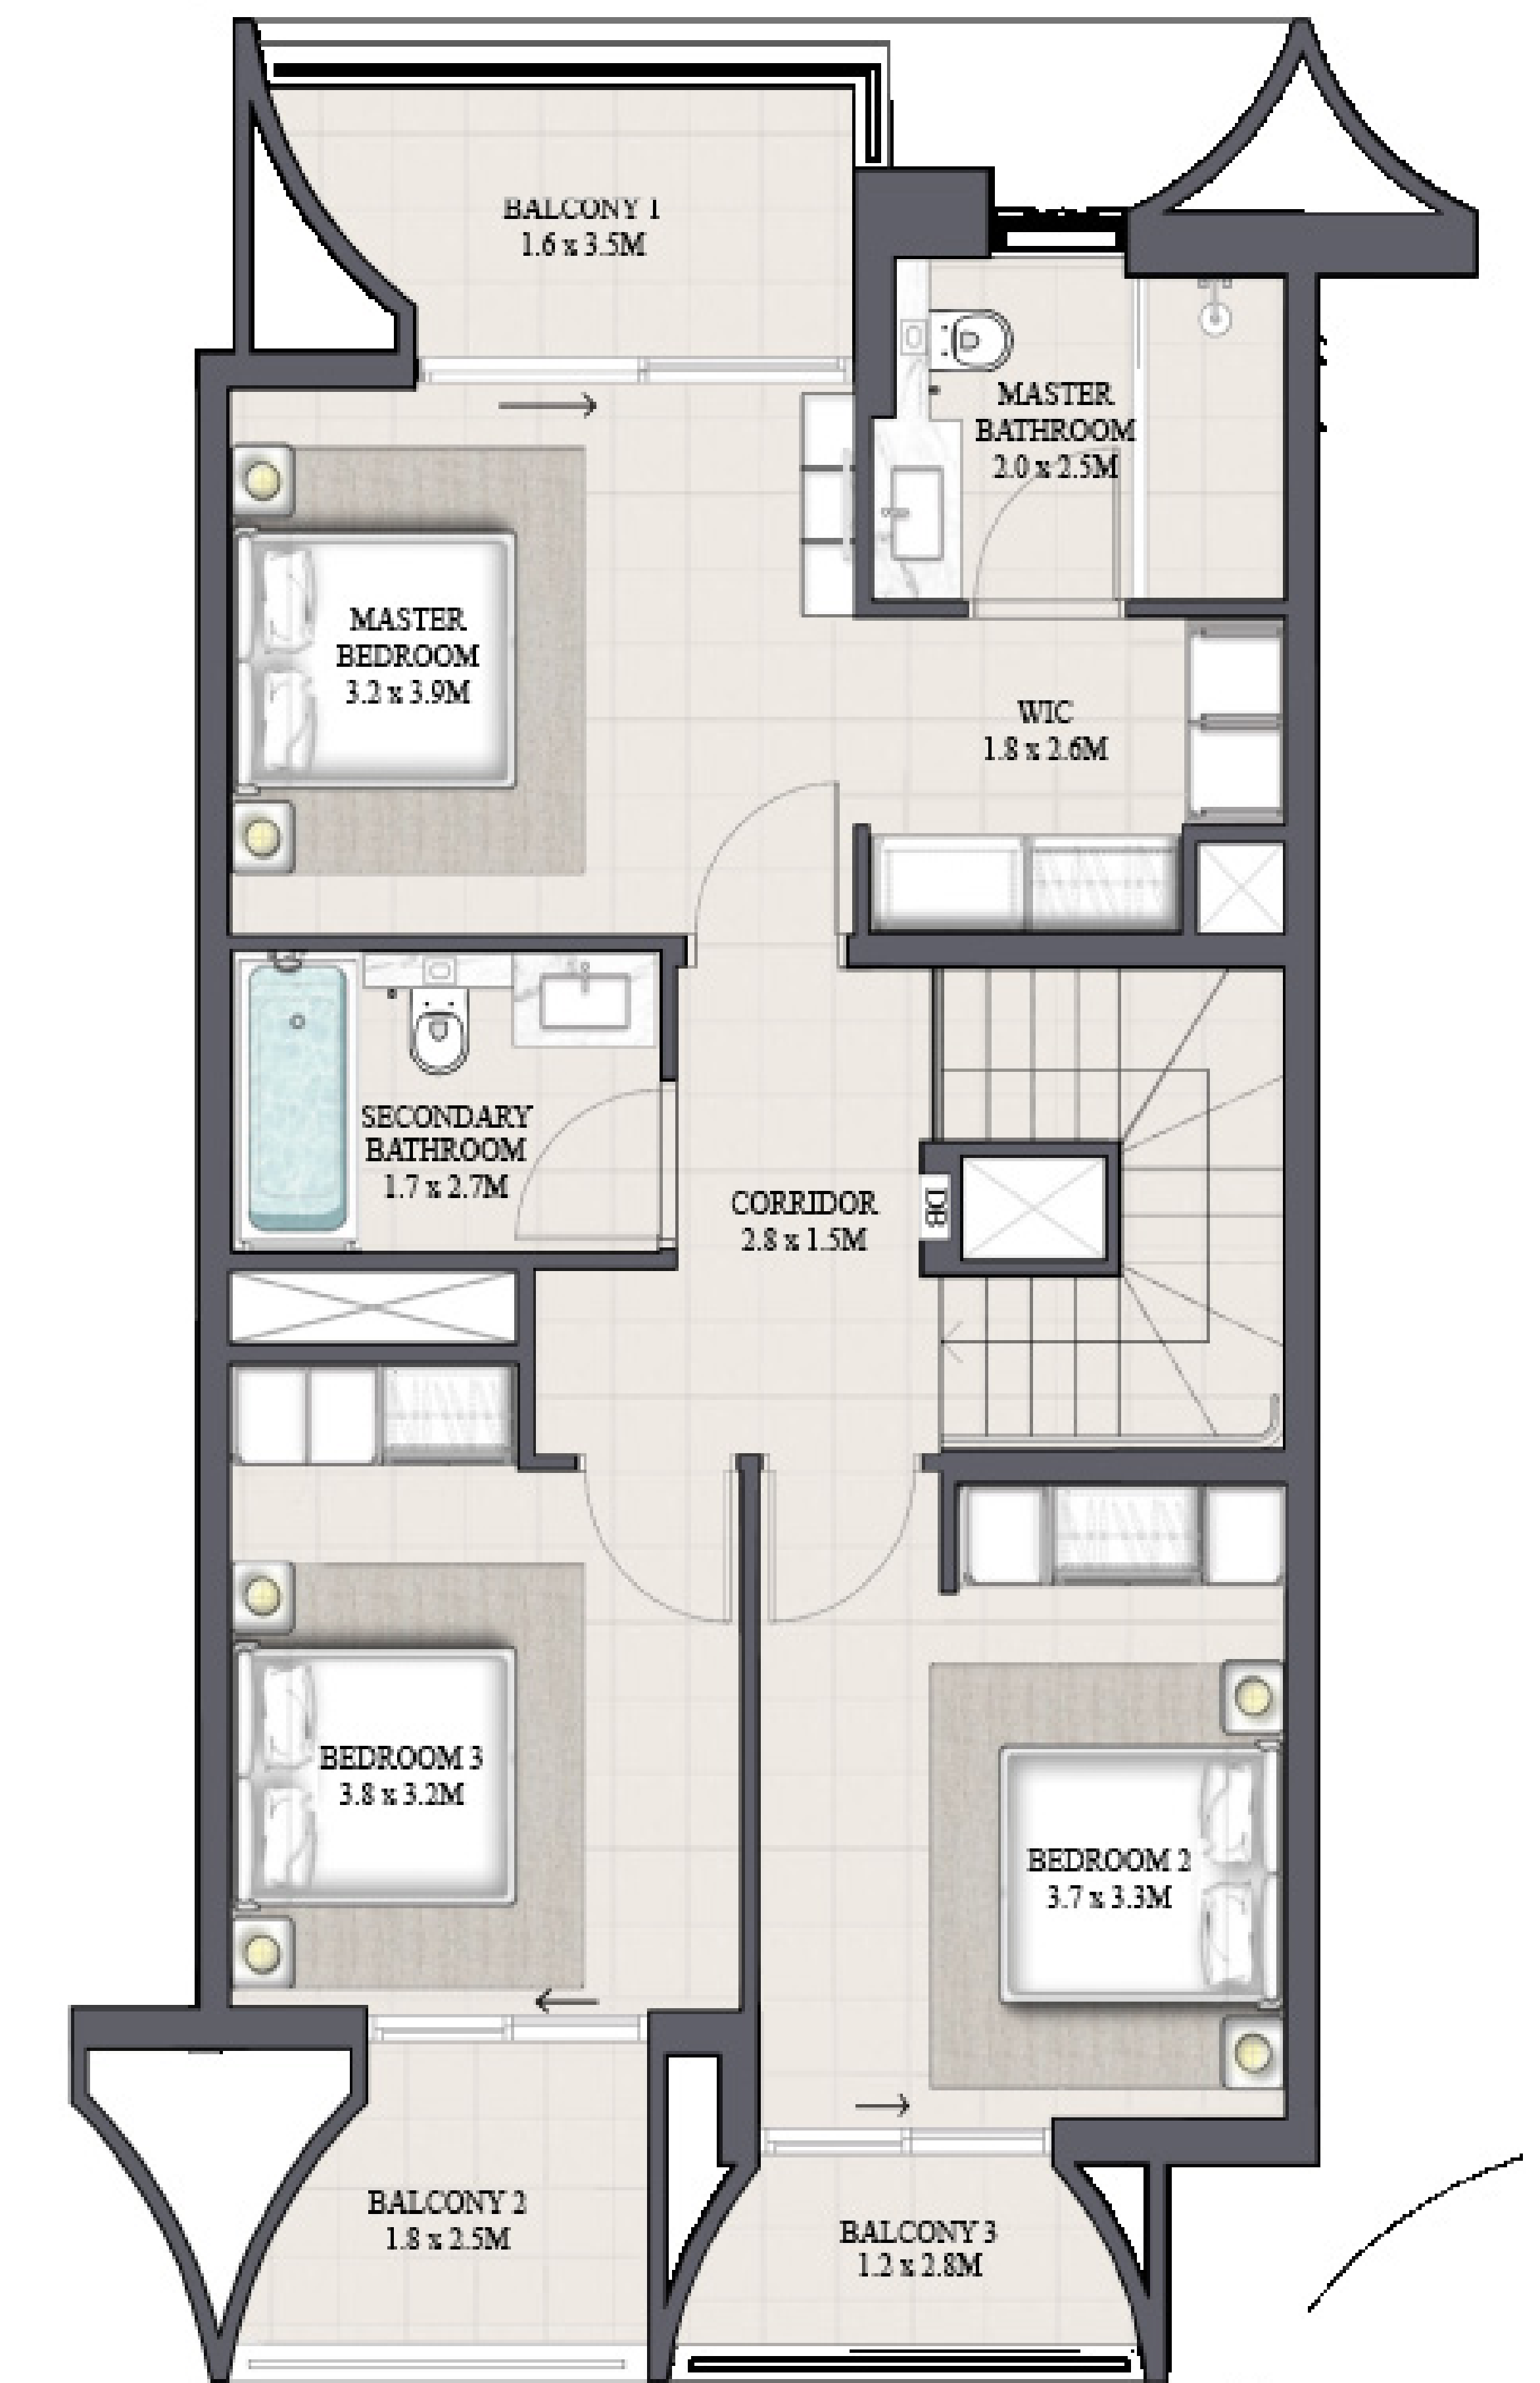 BALCONY 1
1.6 x 3.5M
MASTER
BATHROOM
2.0 x 2.5M
MASTER
BEDROOM
3.2 x 3.9M
WIC
1.8 x 2.6M
SECONDARY
BATHROOM
1.7 x 2.7M
CORRIDOR
2.8 x 1.5M
DB
BEDROOM 3
3.8 x 3.2M
BEDROOM 2
3.7 x 3.3M
BALCONY 2
1.8 x 2.5M
BALCONY 3
1.2 x 2.8M